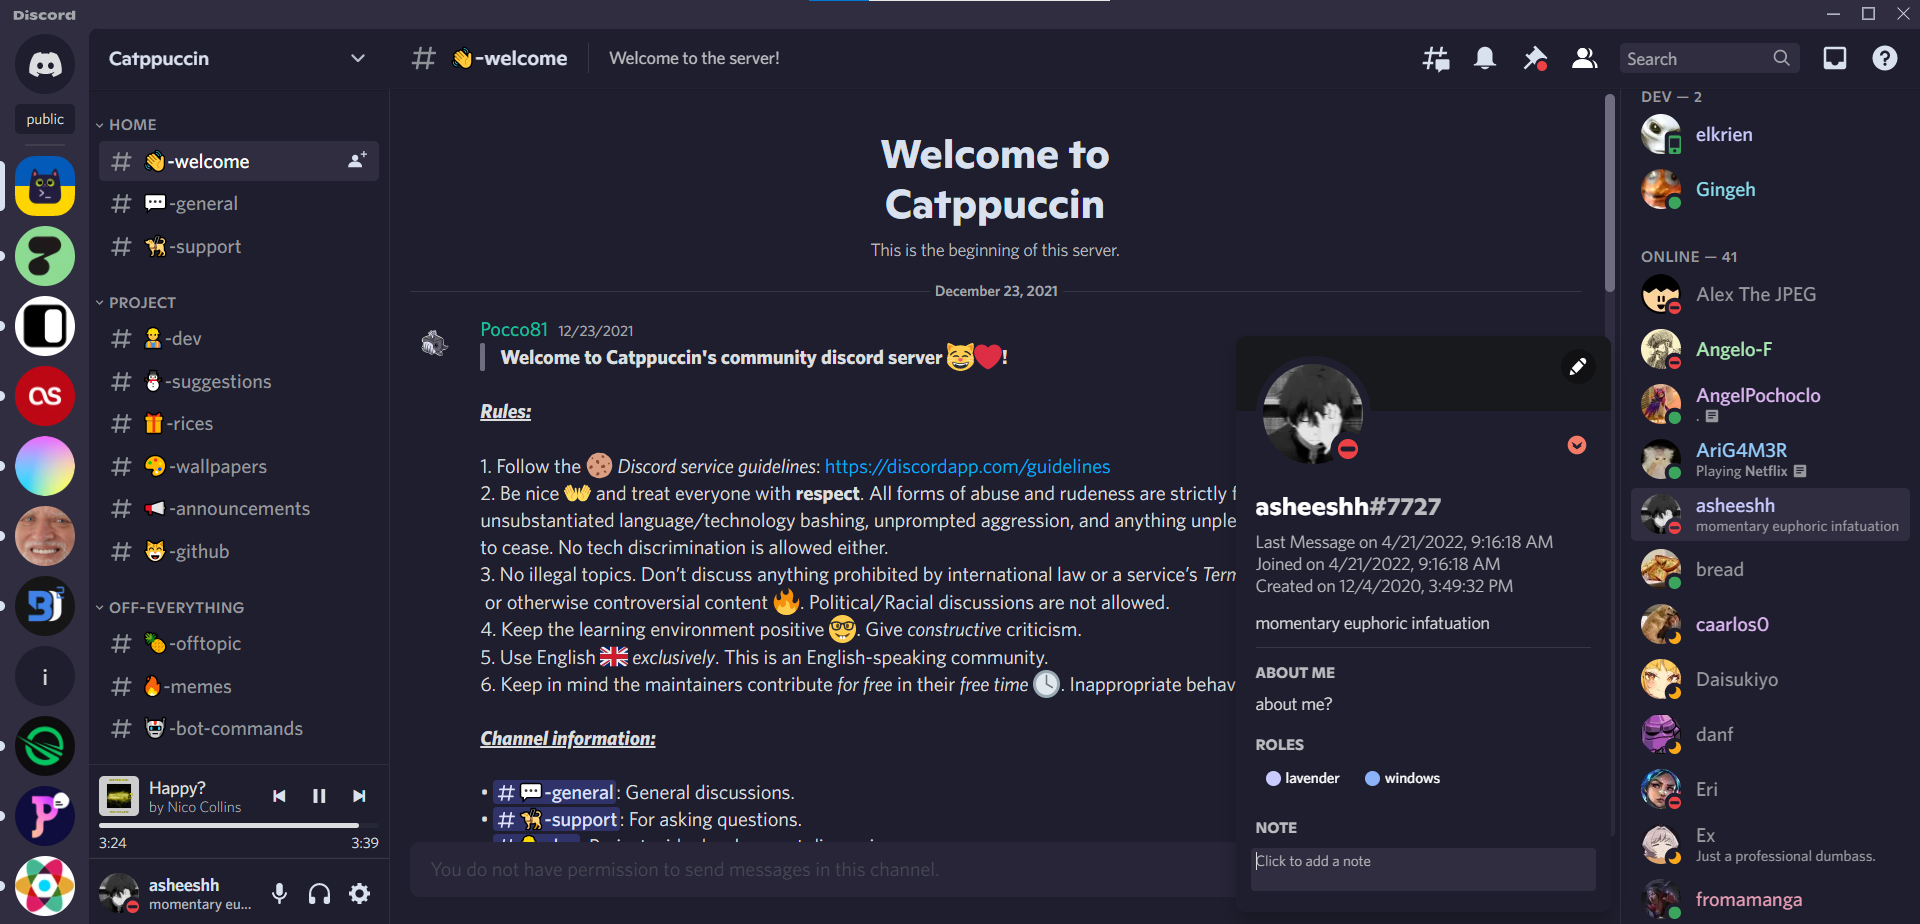 Discord
public
i
Catppuccin
HOME
-welcome
-general
-support
PROJECT
-dev
-suggestions
-rices
-wallpapers
-announcements
-github
OFF-EVERYTHING
-offtopic
-memes
-bot-commands
Happy?
by Nico Collins
3:24 3:39
asheeshh
momentary eu...
# -welcome Welcome to the server!
Search
Welcome to
Catppuccin
This is the beginning of this server.
December 23, 2021
Pocco81 12/23/2021
Welcome to Catppuccin's community discord server 😸❤️!
Rules:
1. Follow the 🍪 Discord service guidelines: https://discordapp.com/guidelines
2. Be nice 👐 and treat everyone with respect. All forms of abuse and rudeness are strictly f
unsubstantiated language/technology bashing, unprompted aggression, and anything unple
to cease. No tech discrimination is allowed either.
3. No illegal topics. Don't discuss anything prohibited by international law or a service's Term
or otherwise controversial content 🔥. Political/Racial discussions are not allowed.
4. Keep the learning environment positive 🤓. Give constructive criticism.
5. Use English 🇬🇧 exclusively. This is an English-speaking community.
6. Keep in mind the maintainers contribute for free in their free time 🕓. Inappropriate behav
Channel information:
• # 💬-general: General discussions.
• # 🐕‍🦺-support: For asking questions.
You do not have permission to send messages in this channel.
asheeshh#7727
Last Message on 4/21/2022, 9:16:18 AM
Joined on 4/21/2022, 9:16:18 AM
Created on 12/4/2020, 3:49:32 PM
momentary euphoric infatuation
ABOUT ME
about me?
ROLES
lavender windows
NOTE
Click to add a note
DEV — 2
elkrien
Gingeh
ONLINE — 41
Alex The JPEG
Angelo-F
AngelPochoclo
.
AriG4M3R
Playing Netflix
asheeshh
momentary euphoric infatuation
bread
caarlos0
Daisukiyo
danf
Eri
Ex
Just a professional dumbass.
fromamanga